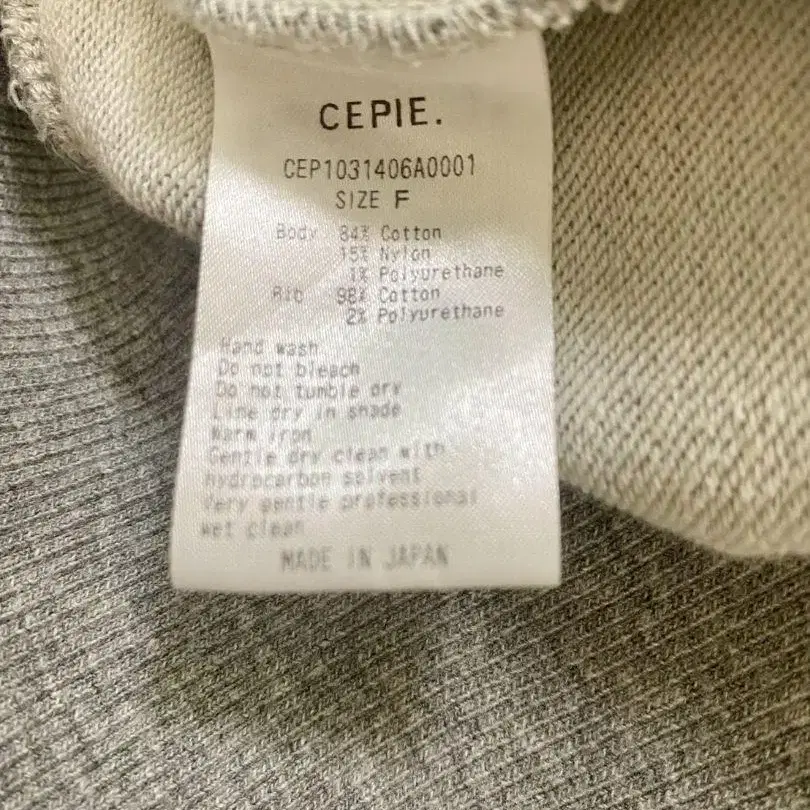 CEPIE.
CEP1031406A0001
SIZE F
Body 84% Cotton
15% Nylon
1% Polyurethane
Rib 98% Cotton
2% Polyurethane
Hand wash
Do not bleach
Do not tumble dry
Line dry in shade
Warm iron
Gentle dry clean with
hydrocarbon solvent
Very gentle professional
wet clean
MADE IN JAPAN